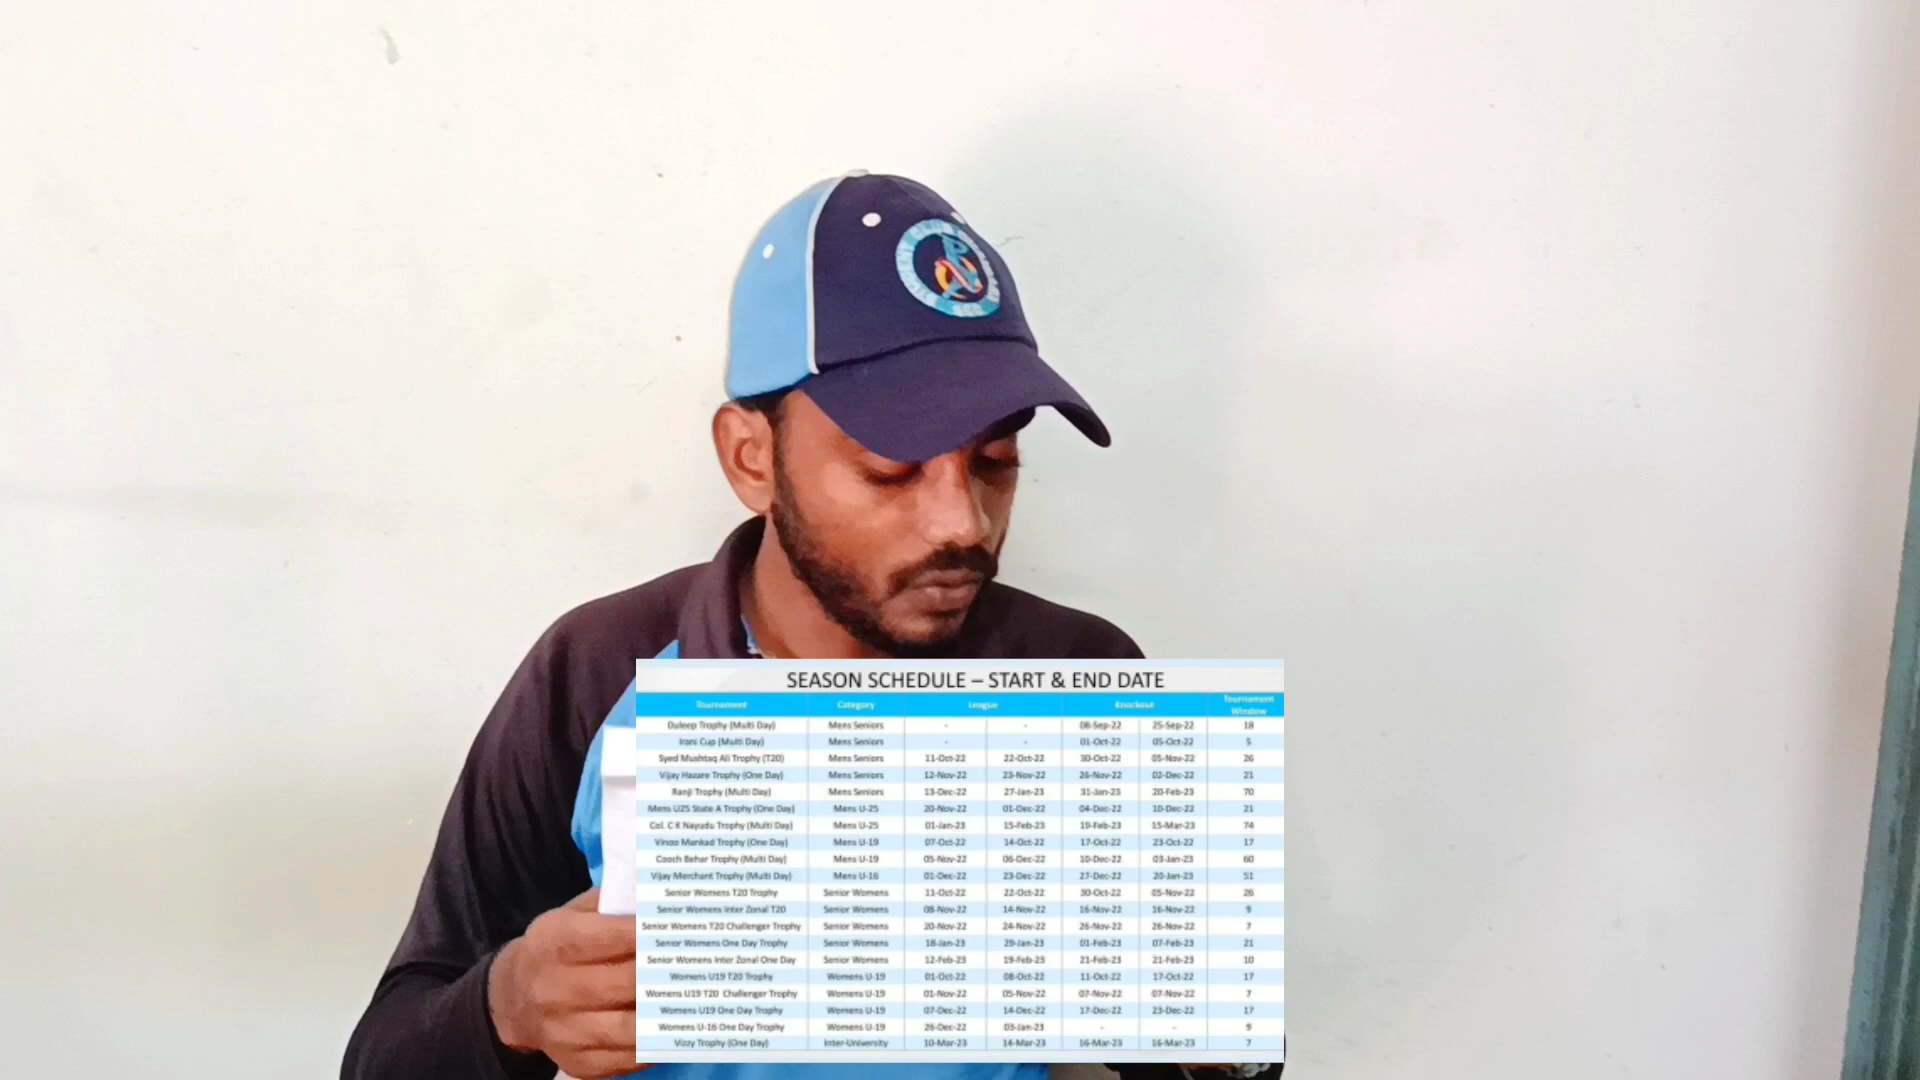 SEASON SCHEDULE – START & END DATE
Tournament Category League Knockout Tournament Window
Duleep Trophy (Multi Day) Mens Seniors - - 08-Sep-22 25-Sep-22 18
Irani Cup (Multi Day) Mens Seniors - - 01-Oct-22 05-Oct-22 5
Syed Mushtaq Ali Trophy (T20) Mens Seniors 11-Oct-22 22-Oct-22 30-Oct-22 05-Nov-22 26
Vijay Hazare Trophy (One Day) Mens Seniors 12-Nov-22 23-Nov-22 26-Nov-22 02-Dec-22 21
Ranji Trophy (Multi Day) Mens Seniors 13-Dec-22 27-Jan-23 31-Jan-23 20-Feb-23 70
Mens U25 State A Trophy (One Day) Mens U-25 20-Nov-22 01-Dec-22 04-Dec-22 10-Dec-22 21
Col. C K Nayudu Trophy (Multi Day) Mens U-25 01-Jan-23 15-Feb-23 19-Feb-23 15-Mar-23 74
Vinoo Mankad Trophy (One Day) Mens U-19 07-Oct-22 14-Oct-22 17-Oct-22 23-Oct-22 17
Cooch Behar Trophy (Multi Day) Mens U-19 05-Nov-22 06-Dec-22 10-Dec-22 03-Jan-23 60
Vijay Merchant Trophy (Multi Day) Mens U-16 01-Dec-22 23-Dec-22 27-Dec-22 20-Jan-23 51
Senior Womens T20 Trophy Senior Womens 11-Oct-22 22-Oct-22 30-Oct-22 05-Nov-22 26
Senior Womens Inter Zonal T20 Senior Womens 08-Nov-22 14-Nov-22 16-Nov-22 16-Nov-22 9
Senior Womens T20 Challenger Trophy Senior Womens 20-Nov-22 24-Nov-22 26-Nov-22 26-Nov-22 7
Senior Womens One Day Trophy Senior Womens 18-Jan-23 29-Jan-23 01-Feb-23 07-Feb-23 21
Senior Womens Inter Zonal One Day Senior Womens 12-Feb-23 19-Feb-23 21-Feb-23 21-Feb-23 10
Womens U19 T20 Trophy Womens U-19 01-Oct-22 08-Oct-22 11-Oct-22 17-Oct-22 17
Womens U19 T20 Challenger Trophy Womens U-19 01-Nov-22 05-Nov-22 07-Nov-22 07-Nov-22 7
Womens U19 One Day Trophy Womens U-19 07-Dec-22 14-Dec-22 17-Dec-22 23-Dec-22 17
Womens U-16 One Day Trophy Womens U-19 26-Dec-22 03-Jan-23 - - 9
Vizzy Trophy (One Day) Inter-University 10-Mar-23 14-Mar-23 16-Mar-23 16-Mar-23 7